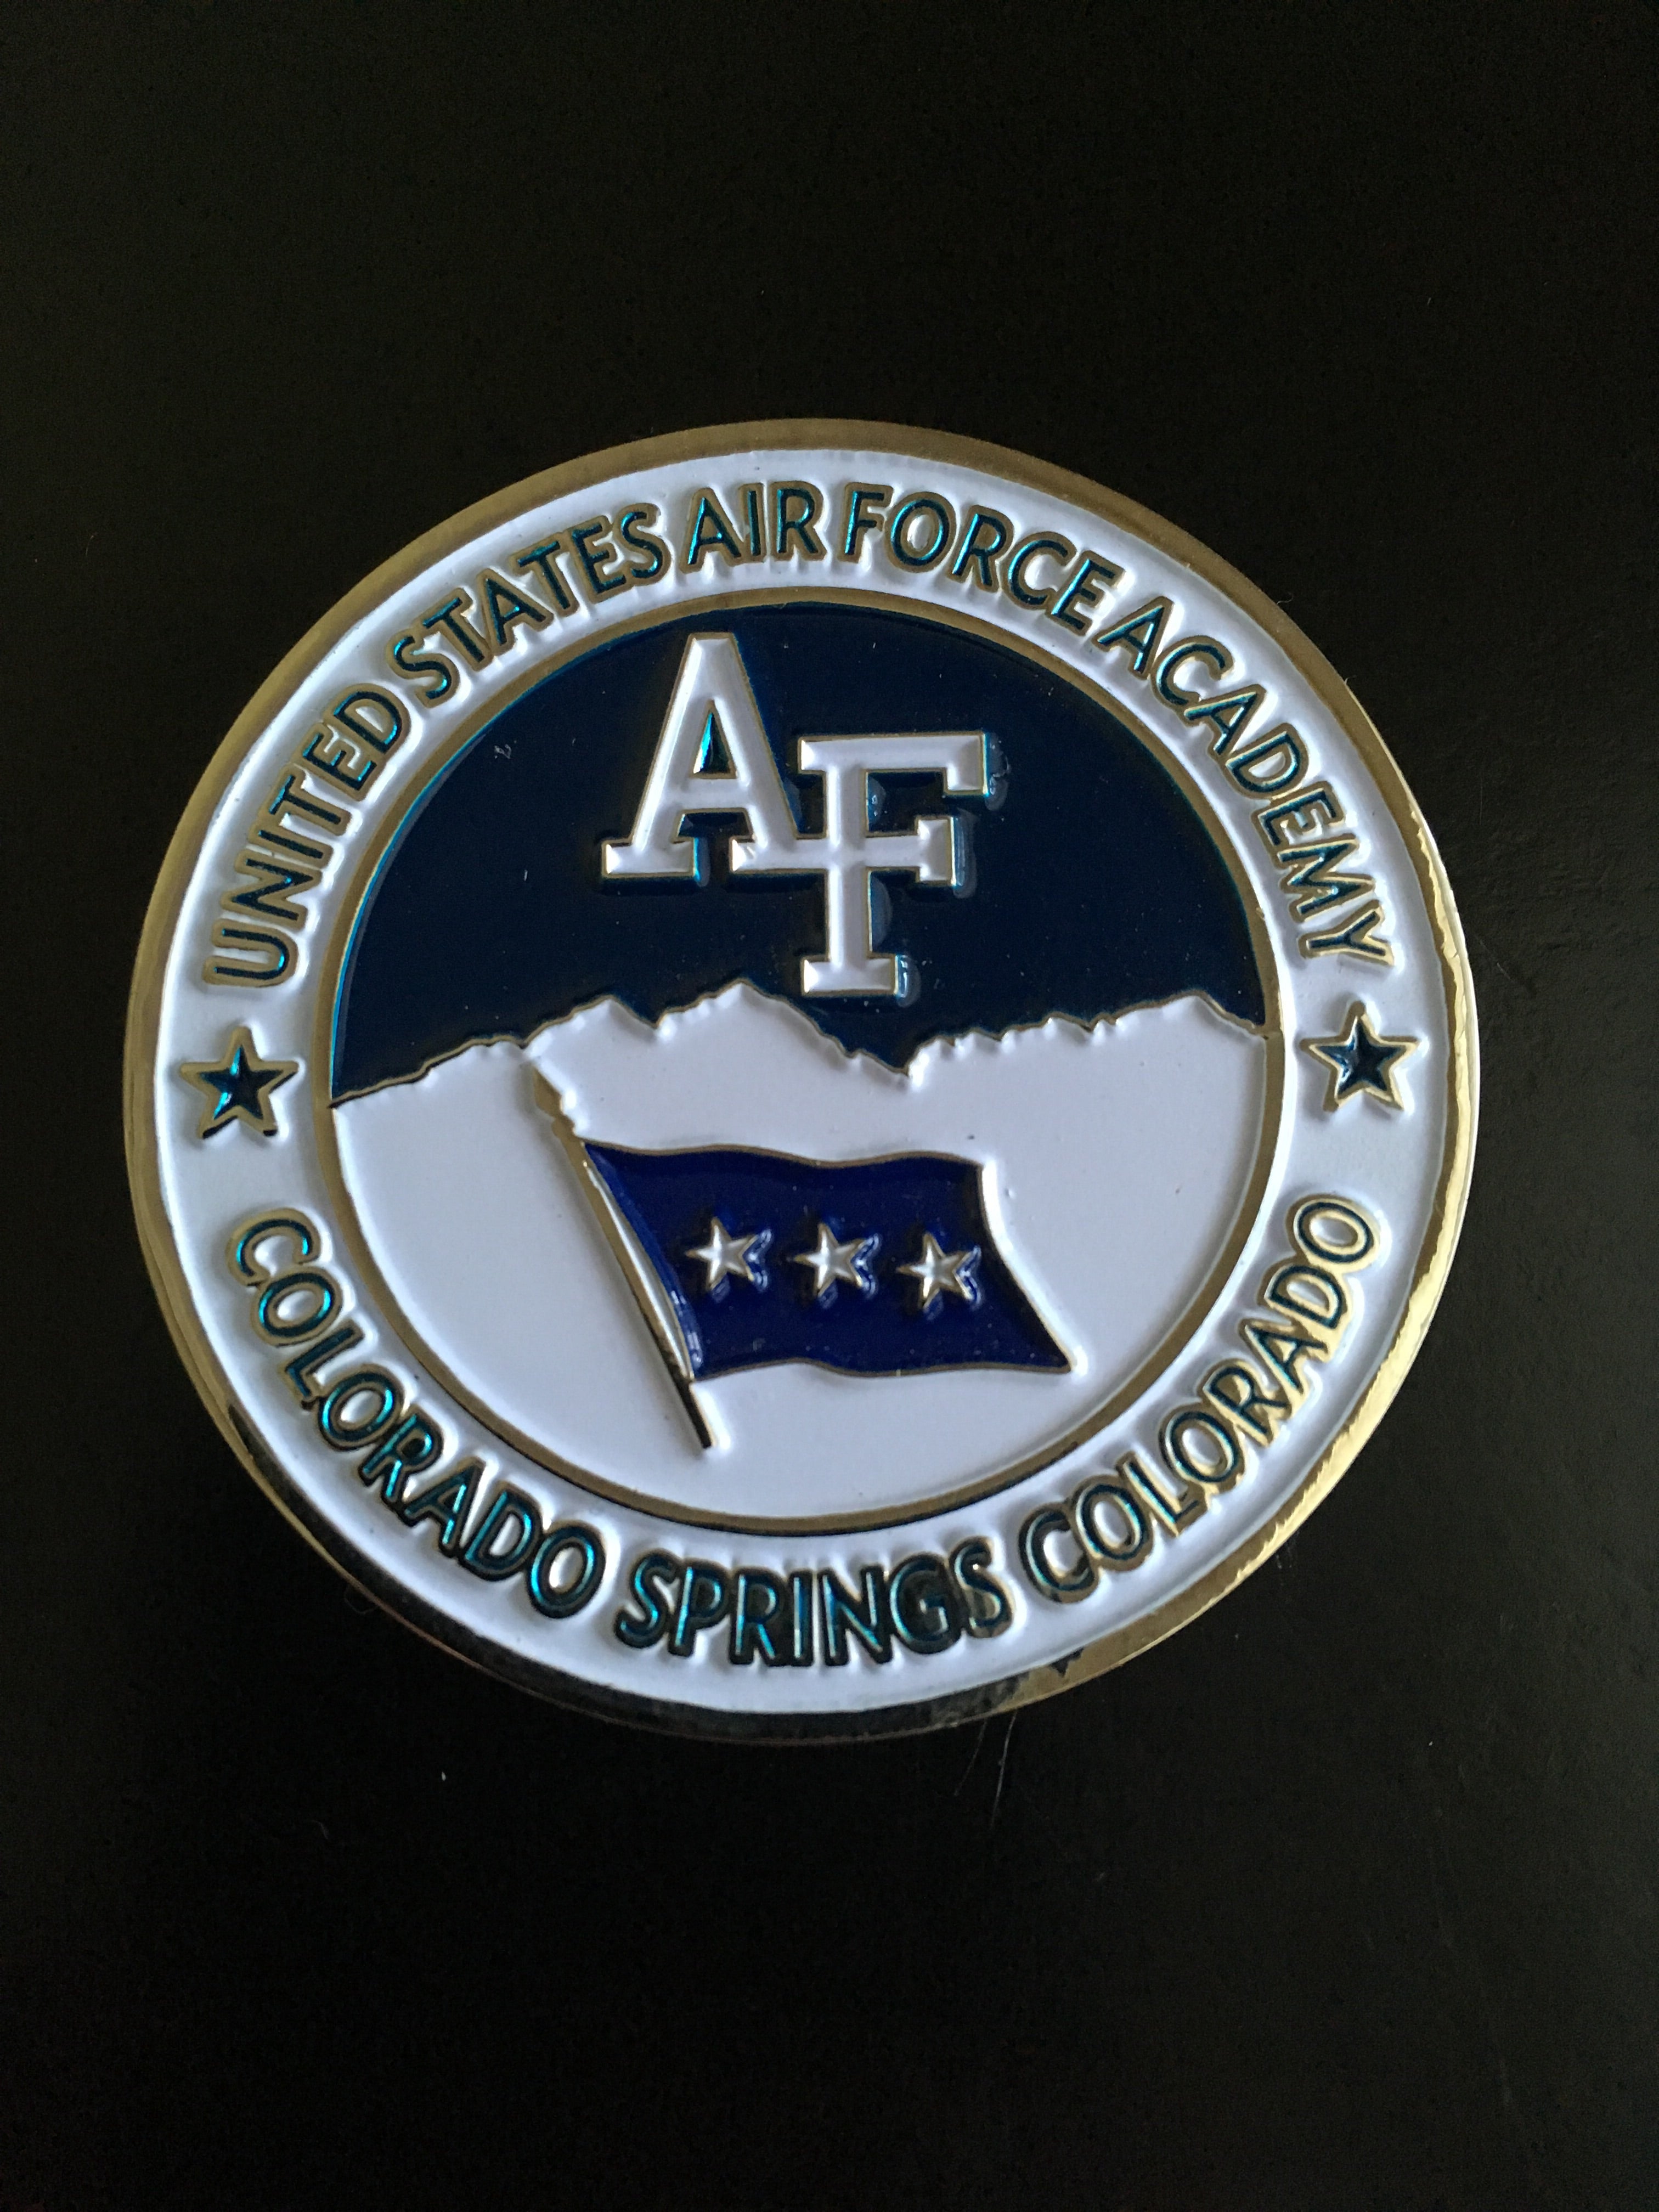 UNITED STATES AIR FORCE ACADEMY
AF
COLORADO SPRINGS COLORADO